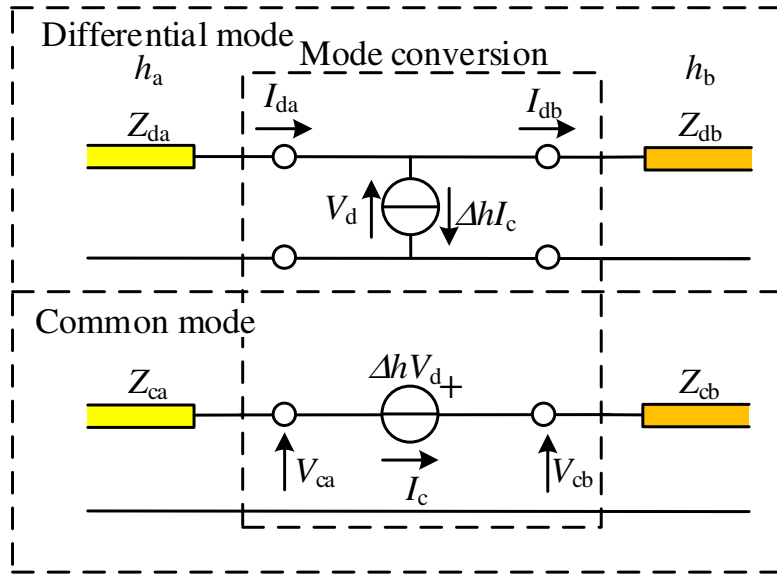 Differential mode
Mode conversion
h_a
h_b
I_da
I_db
Z_da
Z_db
V_d
ΔhI_c
Common mode
Z_ca
ΔhV_d
+
Z_cb
V_ca
I_c
V_cb